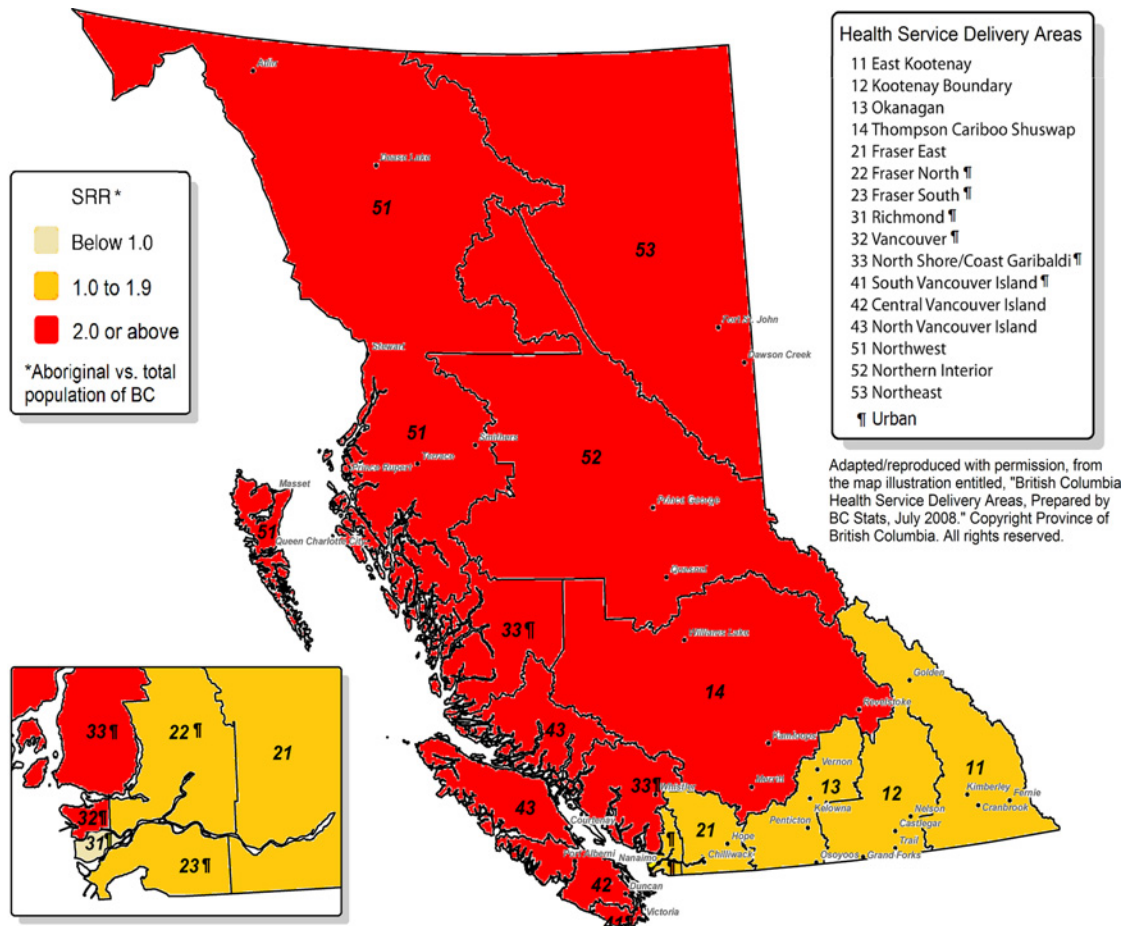 Health Service Delivery Areas
11 East Kootenay
12 Kootenay Boundary
13 Okanagan
14 Thompson Cariboo Shuswap
21 Fraser East
22 Fraser North ¶
23 Fraser South ¶
31 Richmond ¶
32 Vancouver ¶
33 North Shore/Coast Garibaldi ¶
41 South Vancouver Island ¶
42 Central Vancouver Island
43 North Vancouver Island
51 Northwest
52 Northern Interior
53 Northeast
¶ Urban
Adapted/reproduced with permission, from
the map illustration entitled, "British Columbia
Health Service Delivery Areas, Prepared by
BC Stats, July 2008." Copyright Province of
British Columbia. All rights reserved.
SRR*
Below 1.0
1.0 to 1.9
2.0 or above
*Aboriginal vs. total
population of BC
Atlin
Dease Lake
51
53
Fort St. John
Dawson Creek
Stewart
51
Smithers
Terrace
Prince Rupert
52
Masset
51
Queen Charlotte City
Prince George
Quesnel
33 ¶
Williams Lake
14
Golden
Revelstoke
Kamloops
43
Merritt
Vernon
11
33 ¶
Whistler
13
Kelowna
12
Kimberley
Fernie
Cranbrook
43
Courtenay
Nelson
Castlegar
Penticton
21
Hope
Trail
Port Alberni
Nanaimo
¶
Chilliwack
Osoyoos
Grand Forks
¶
42
Duncan
Victoria
41 ¶
33 ¶
22 ¶
21
32 ¶
31
23 ¶